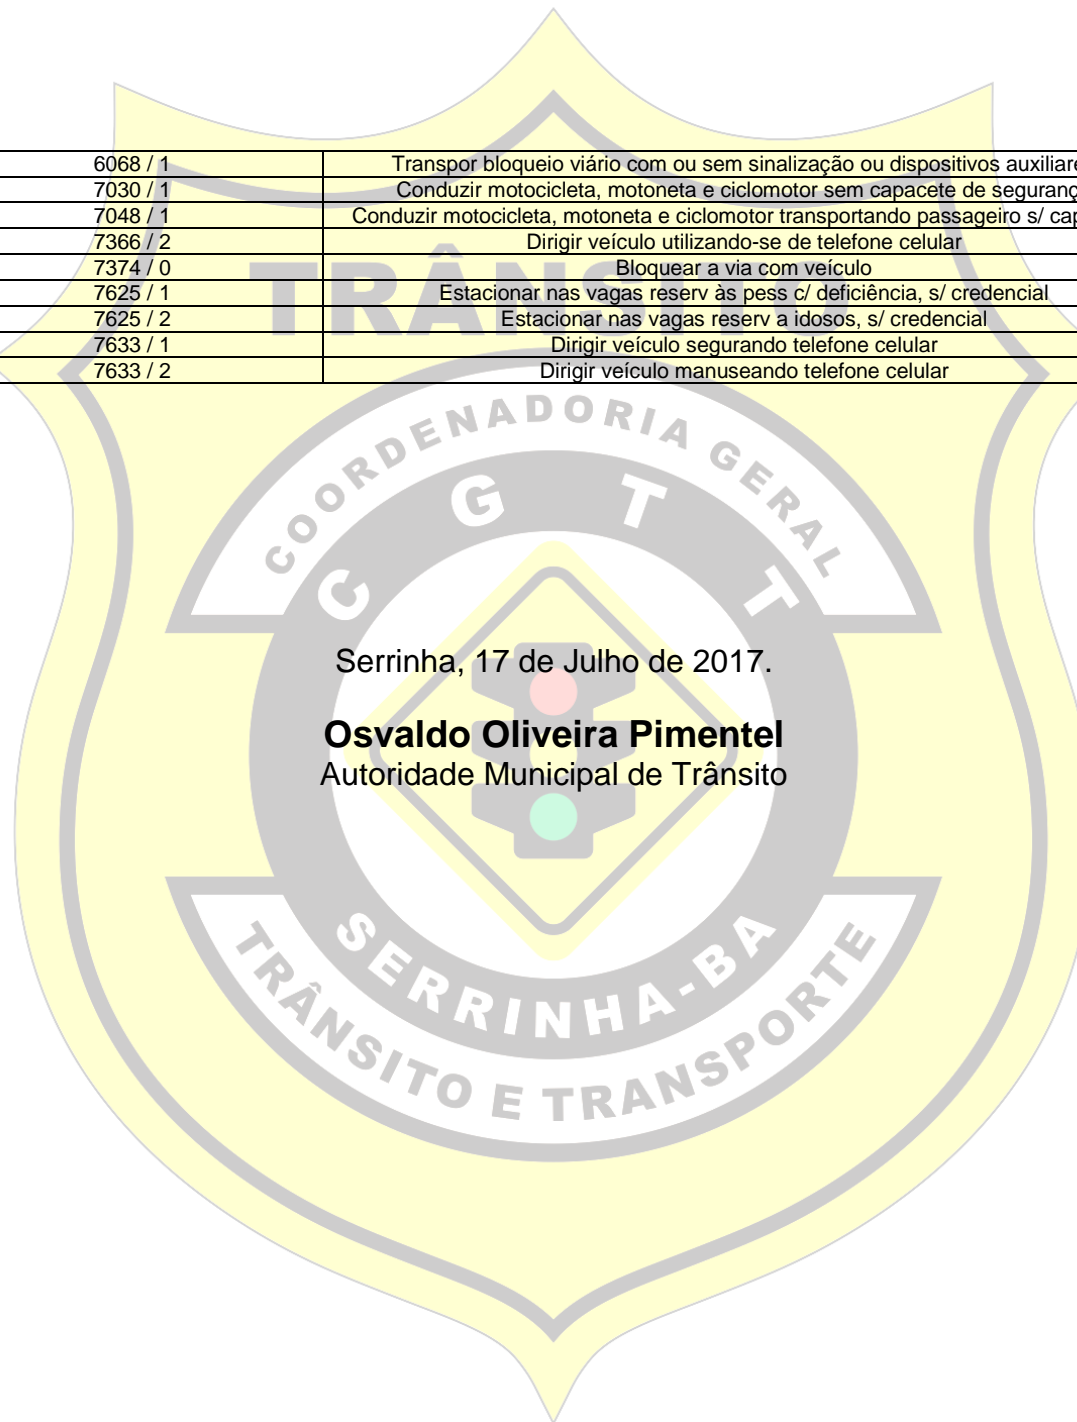 6068 / 1 Transpor bloqueio viário com ou sem sinalização ou dispositivos
7030 / 1 Conduzir motocicleta, motoneta e ciclomotor sem capacete de
7048 / 1 Conduzir motocicleta, motoneta e ciclomotor transportando passageiro s/
7366 / 2 Dirigir veículo utilizando-se de telefone celular
7374 / 0 Bloquear a via com veículo
7625 / 1 Estacionar nas vagas reserv às pess c/ deficiência, s/ credencial
7625 / 2 Estacionar nas vagas reserv a idosos, s/ credencial
7633 / 1 Dirigir veículo segurando telefone celular
7633 / 2 Dirigir veículo manuseando telefone celular
TRÂNSITO
COORDENADORIA GERAL
C G T T
Serrinha, 17 de Julho de 2017.
Osvaldo Oliveira Pimentel
Autoridade Municipal de Trânsito
SERRINHA-BA
TRÂNSITO E TRANSPORTE